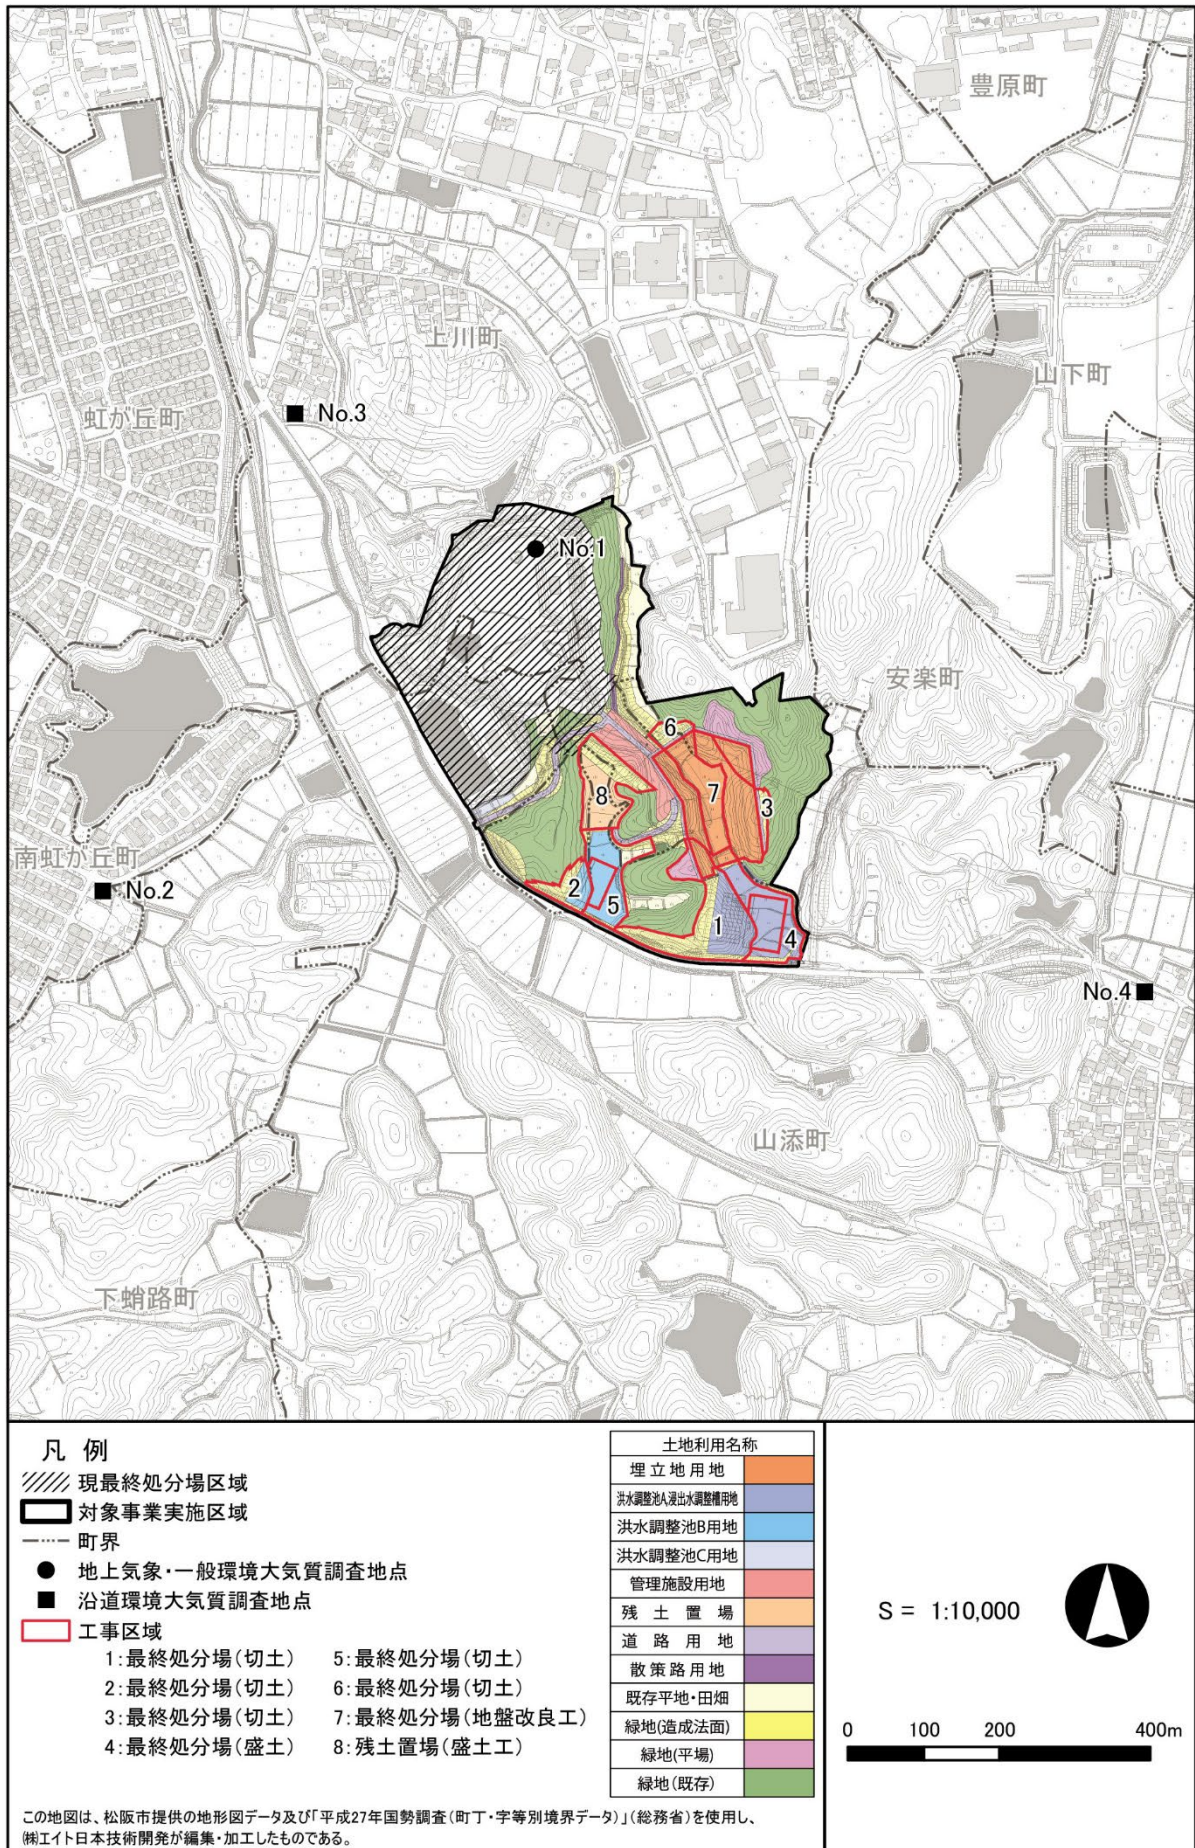 豊原町
上川町
山下町
虹が丘町
No.3
No.1
安楽町
6
7
8
3
南虹が丘町
No.2
2
5
1
4
No.4
山添町
下蛸路町
凡 例
現最終処分場区域
対象事業実施区域
町界
地上気象・一般環境大気質調査地点
沿道環境大気質調査地点
工事区域
1:最終処分場(切土) 5:最終処分場(切土)
2:最終処分場(切土) 6:最終処分場(切土)
3:最終処分場(切土) 7:最終処分場(地盤改良工)
4:最終処分場(盛土) 8:残土置場(盛土工)
土地利用名称
埋立地用地
洪水調整池A,浸出水調整槽用地
洪水調整池B用地
洪水調整池C用地
管理施設用地
残土置場
道路用地
散策路用地
既存平地・田畑
緑地(造成法面)
緑地(平場)
緑地(既存)
S = 1:10,000
0 100 200 400m
この地図は、松阪市提供の地形図データ及び「平成27年国勢調査(町丁・字等別境界データ)」(総務省)を使用し、
㈱エイト日本技術開発が編集・加工したものである。